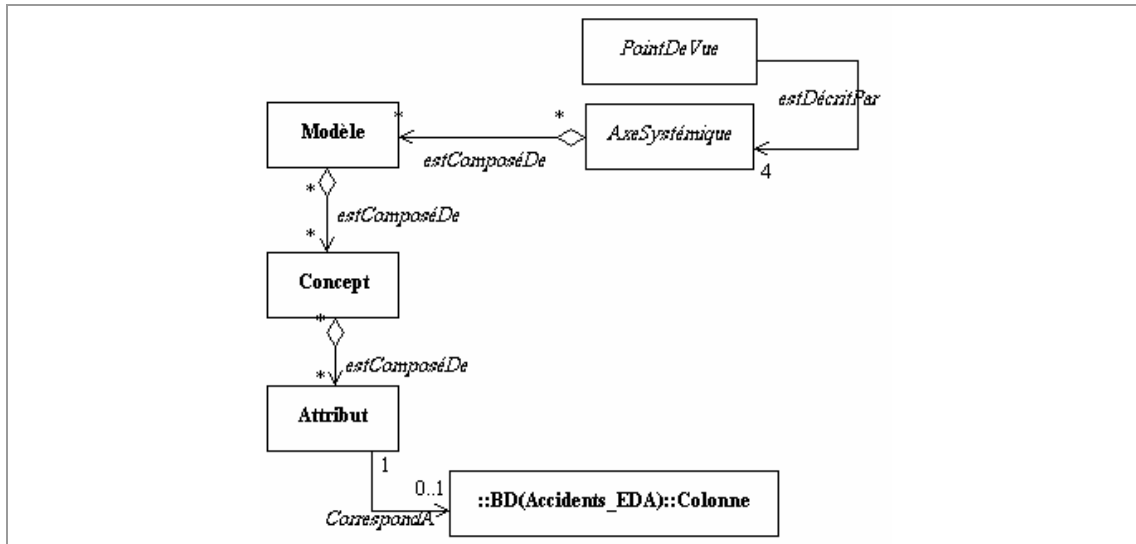 PointDeVue
estDécritPar
AxeSystémique
4
*
*
estComposéDe
Modèle
*
estComposéDe
*
Concept
*
estComposéDe
*
Attribut
1
0..1
CorrespondA
::BD(Accidents_EDA)::Colonne